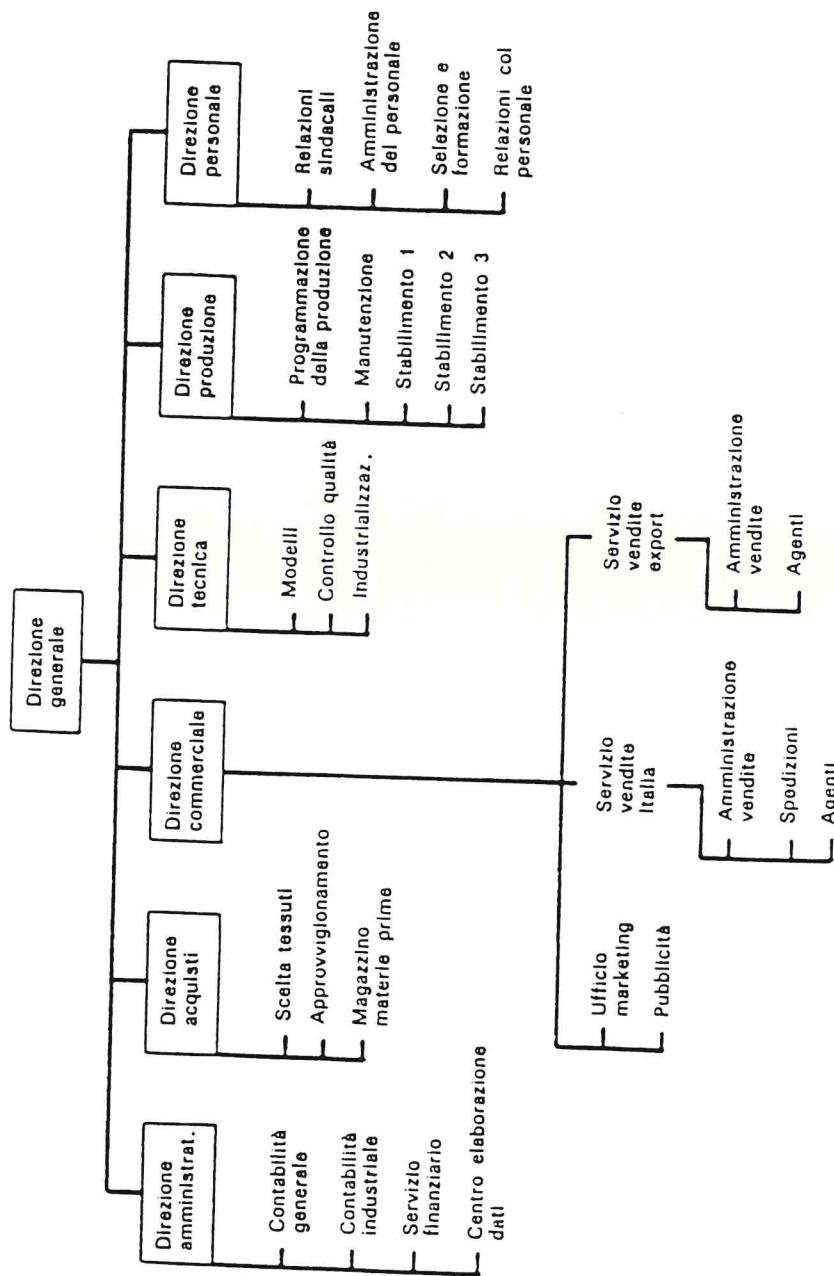 Direzione
generale
Direzione
amministrat.
Contabilità
generale
Contabilità
industriale
Servizio
finanziario
Centro elaborazione
dati
Direzione
acquisti
Scelta tessuti
Approvvigionamento
Magazzino
materie prime
Direzione
commerciale
Ufficio
marketing
Pubblicità
Servizio
vendite
Italia
Amministrazione
vendite
Spedizioni
Agenti
Servizio
vendite
export
Amministrazione
vendite
Agenti
Direzione
tecnica
Modelli
Controllo qualità
Industrializzaz.
Direzione
produzione
Programmazione
della produzione
Manutenzione
Stabilimento 1
Stabilimento 2
Stabilimento 3
Direzione
personale
Relazioni
sindacali
Amministrazione
del personale
Selezione e
formazione
Relazioni col
personale